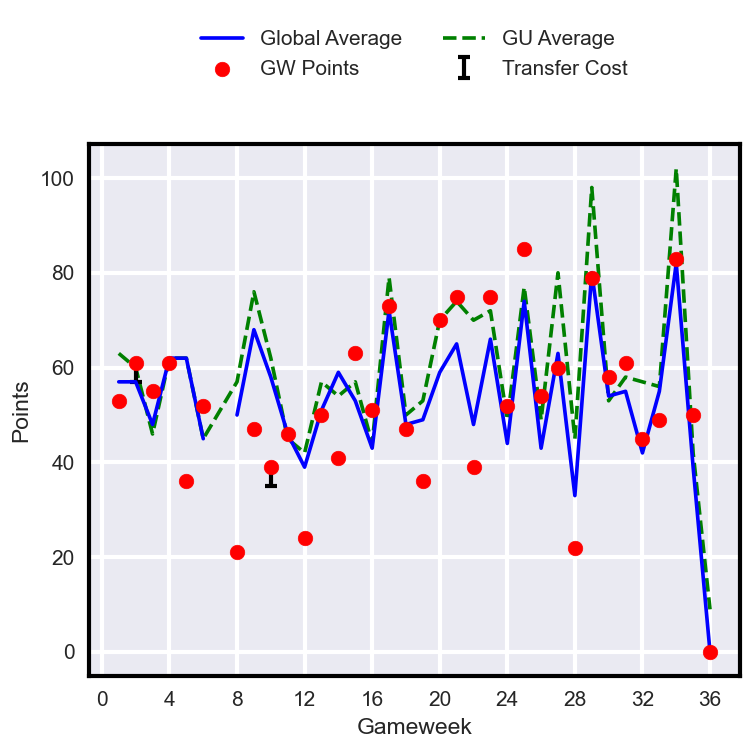 Global Average
GU Average
GW Points
Transfer Cost
100
80
60
40
20
0
Points
0 4 8 12 16 20 24 28 32 36
Gameweek